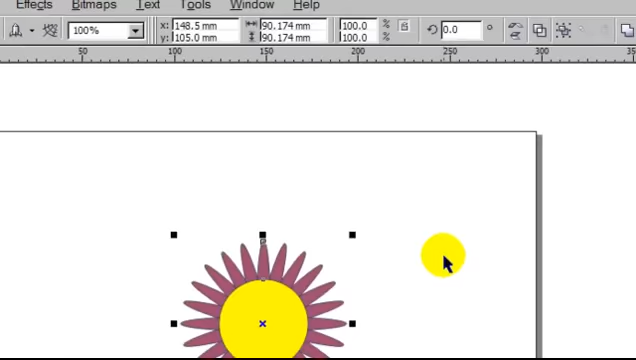 Effects Bitmaps Text Tools Window Help
100% x: 148.5 mm 90.174 mm 100.0 % 0.0 °
y: 105.0 mm 90.174 mm 100.0 %
50 100 150 200 250 300